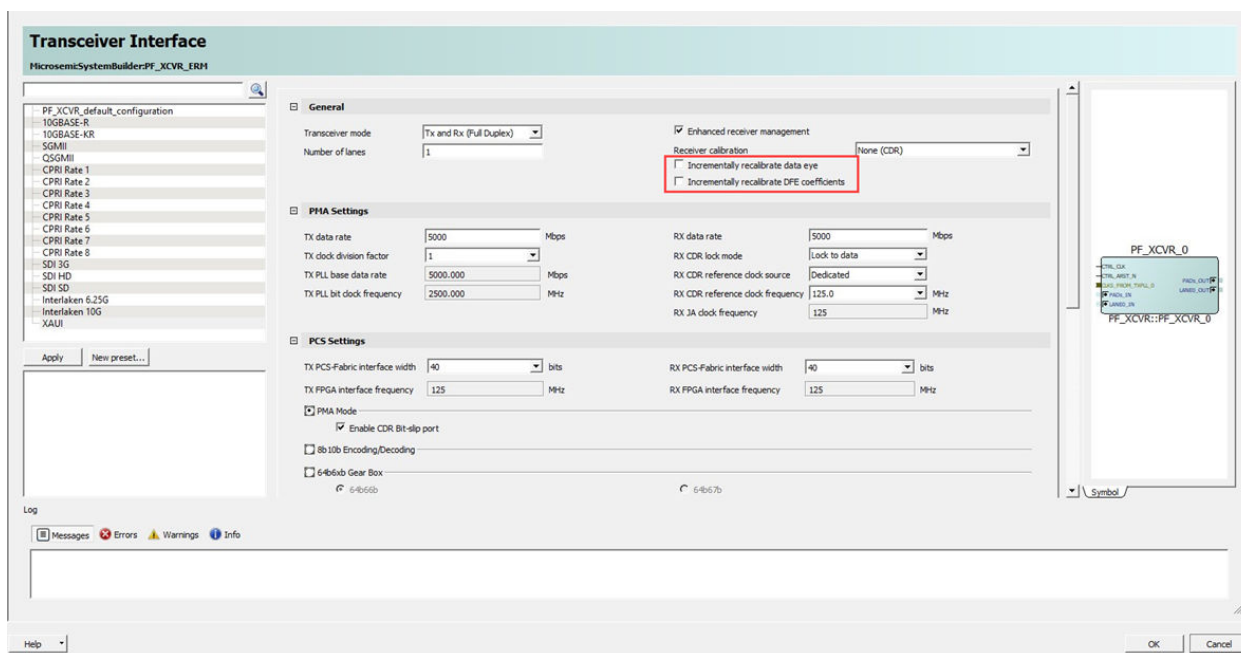 Transceiver Interface
Microsemi:SystemBuilder:PF_XCVR_ERM
PF_XCVR_default_configuration
10GBASE-R
10GBASE-KR
SGMII
QSGMII
CPRI Rate 1
CPRI Rate 2
CPRI Rate 3
CPRI Rate 4
CPRI Rate 5
CPRI Rate 6
CPRI Rate 7
CPRI Rate 8
SDI 3G
SDI HD
SDI SD
Interlaken 6.25G
Interlaken 10G
XAUI
Apply New preset...
General
Transceiver mode Tx and Rx (Full Duplex) Enhanced receiver management
Number of lanes 1 Receiver calibration None (CDR)
Incrementally recalibrate data eye
Incrementally recalibrate DFE coefficients
PMA Settings
TX data rate 5000 Mbps RX data rate 5000 Mbps
TX clock division factor 1 RX CDR lock mode Lock to data
TX PLL base data rate 5000.000 Mbps RX CDR reference clock source Dedicated
TX PLL bit clock frequency 2500.000 MHz RX CDR reference clock frequency 125.0 MHz
RX JA clock frequency 125 MHz
PCS Settings
TX PCS-Fabric interface width 40 bits RX PCS-Fabric interface width 40 bits
TX FPGA interface frequency 125 MHz RX FPGA interface frequency 125 MHz
PMA Mode
Enable CDR Bit-slip port
8b10b Encoding/Decoding
64b6xb Gear Box
64b66b 64b67b
PF_XCVR_0
CTRL_CLK
CTRL_ARST_N
CLKS_FROM_TXPLL_0
PADs_IN
LANE0_IN
PADs_OUT
LANE0_OUT
PF_XCVR::PF_XCVR_0
Symbol
Log
Messages Errors Warnings Info
Help OK Cancel